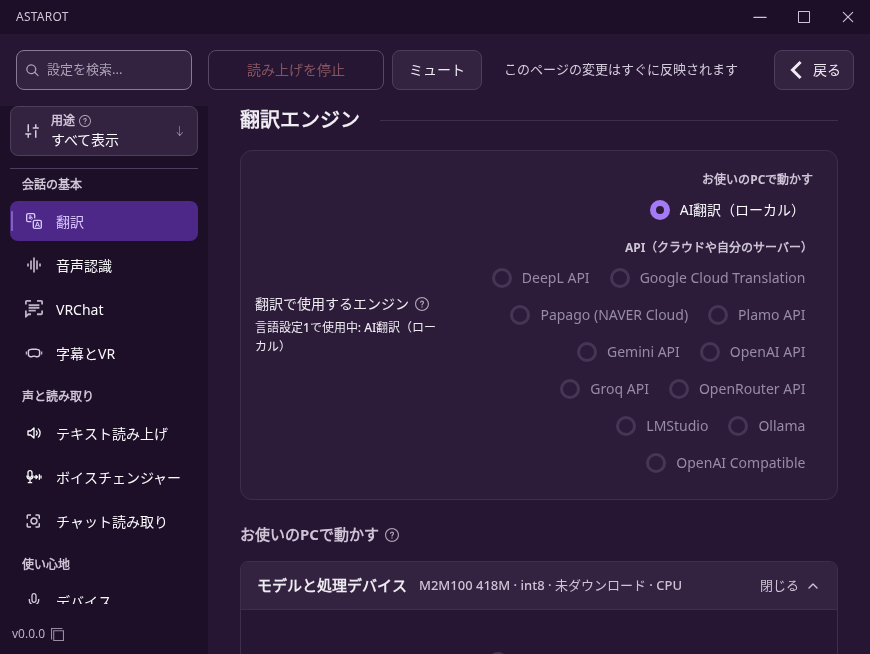 ASTAROT
設定を検索...
読み上げを停止
ミュート
このページの変更はすぐに反映されます
戻る
用途
すべて表示
会話の基本
翻訳
音声認識
VRChat
字幕とVR
声と読み取り
テキスト読み上げ
ボイスチェンジャー
チャット読み取り
使い心地
デバイス
v0.0.0
翻訳エンジン
翻訳で使用するエンジン
言語設定1で使用中: AI翻訳（ロー
カル）
お使いのPCで動かす
AI翻訳（ローカル）
API（クラウドや自分のサーバー）
DeepL API
Google Cloud Translation
Papago (NAVER Cloud)
Plamo API
Gemini API
OpenAI API
Groq API
OpenRouter API
LMStudio
Ollama
OpenAI Compatible
お使いのPCで動かす
モデルと処理デバイス
M2M100 418M · int8 · 未ダウンロード · CPU
閉じる